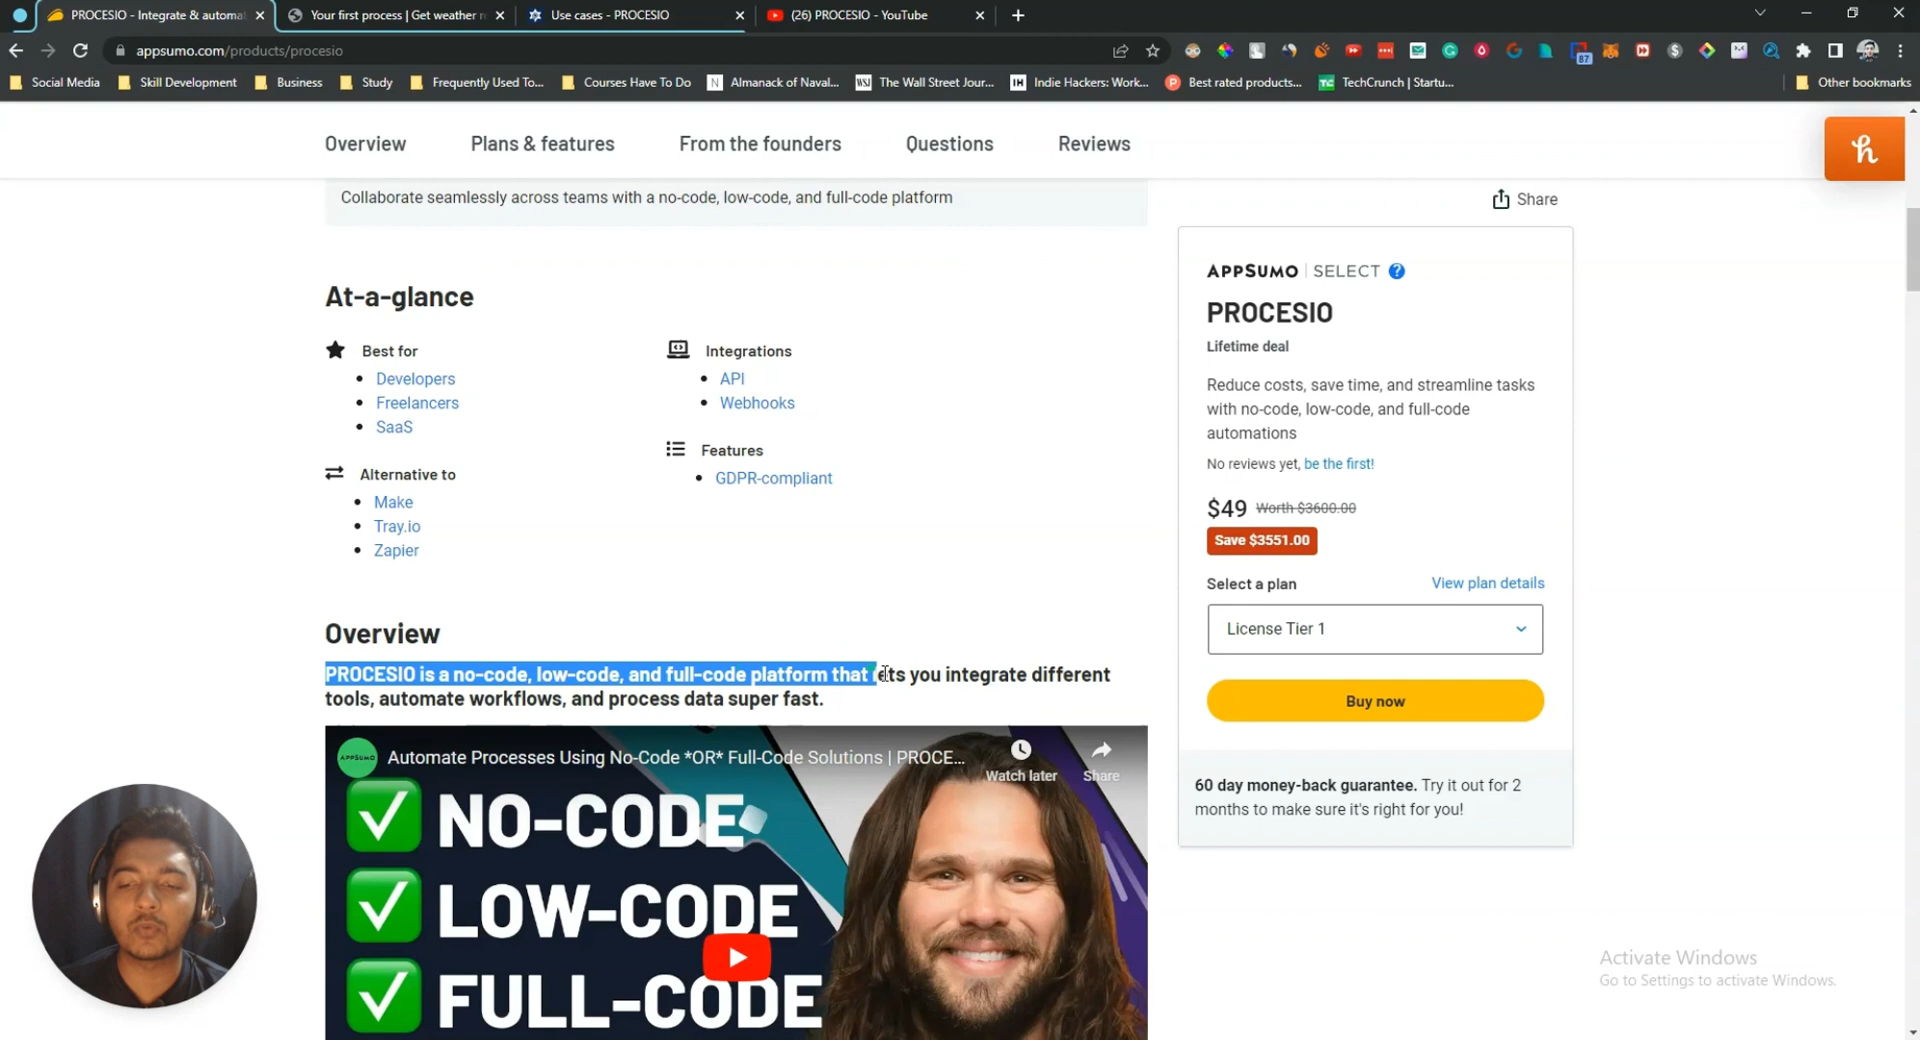 PROCESIO - Integrate & automat
Your first process | Get weather r
Use cases - PROCESIO
(26) PROCESIO - YouTube
appsumo.com/products/procesio
87
Social Media
Skill Development
Business
Study
Frequently Used To...
Courses Have To Do
Almanack of Naval...
The Wall Street Jour...
Indie Hackers: Work...
Best rated products...
TechCrunch | Startu...
Other bookmarks
Overview
Plans & features
From the founders
Questions
Reviews
Collaborate seamlessly across teams with a no-code, low-code, and full-code platform
Share
At-a-glance
Best for
Developers
Freelancers
SaaS
Alternative to
Make
Tray.io
Zapier
Integrations
API
Webhooks
Features
GDPR-compliant
Overview
PROCESIO is a no-code, low-code, and full-code platform that lets you integrate different
tools, automate workflows, and process data super fast.
APPSUMO
Automate Processes Using No-Code *OR* Full-Code Solutions | PROCE...
Watch later
Share
NO-CODE
LOW-CODE
FULL-CODE
APPSUMO | SELECT ?
PROCESIO
Lifetime deal
Reduce costs, save time, and streamline tasks
with no-code, low-code, and full-code
automations
No reviews yet, be the first!
$49 Worth $3600.00
Save $3551.00
Select a plan
View plan details
License Tier 1
Buy now
60 day money-back guarantee. Try it out for 2
months to make sure it's right for you!
Activate Windows
Go to Settings to activate Windows.